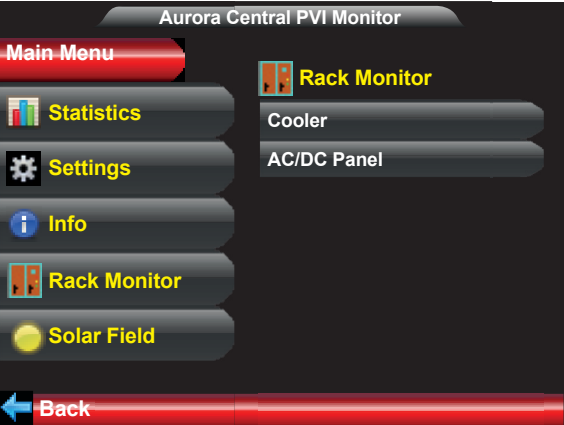 Aurora Central PVI Monitor
Main Menu
Statistics
Settings
Info
Rack Monitor
Solar Field
Rack Monitor
Cooler
AC/DC Panel
Back